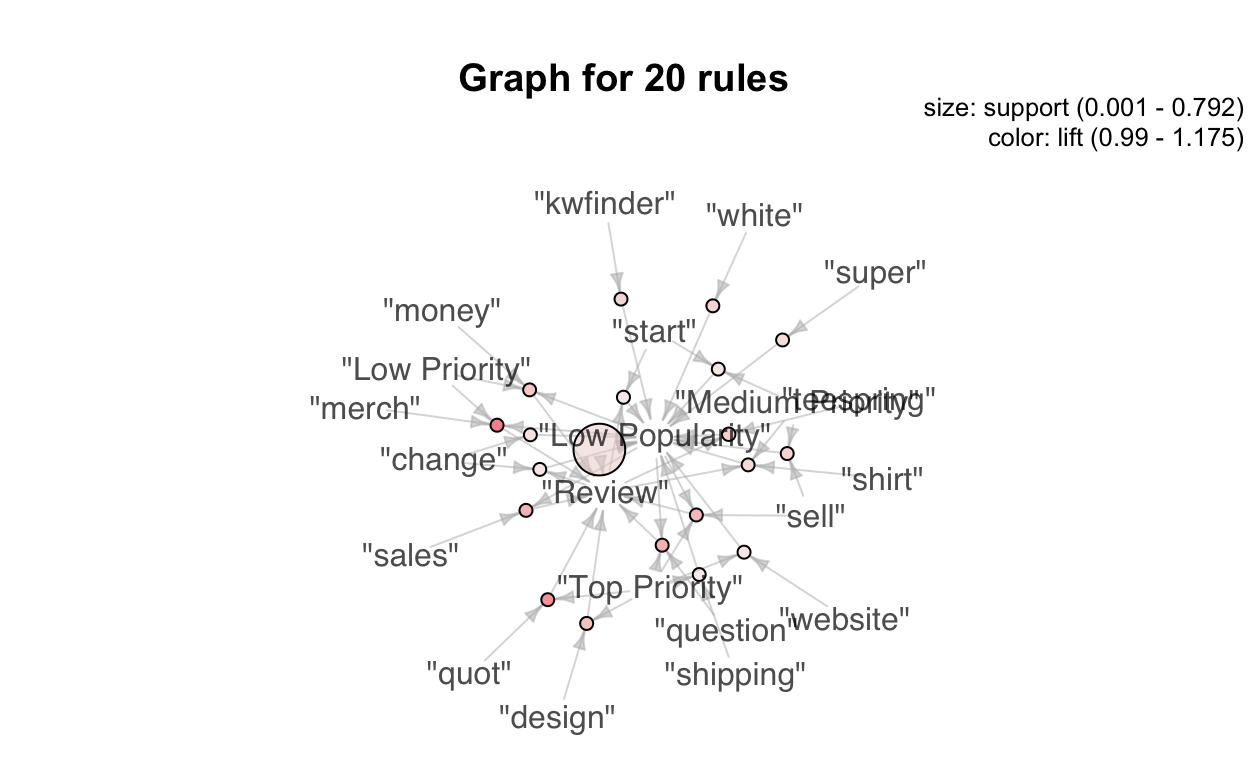 Graph for 20 rules
size: support (0.001 - 0.792)
color: lift (0.99 - 1.175)
"kwfinder"
"white"
"super"
"money"
"start"
"Low Priority"
"merch"
"Medium Priority"
"teespring"
"Low Popularity"
"change"
"shirt"
"Review"
"sell"
"sales"
"Top Priority"
"website"
"question"
"quot"
"shipping"
"design"